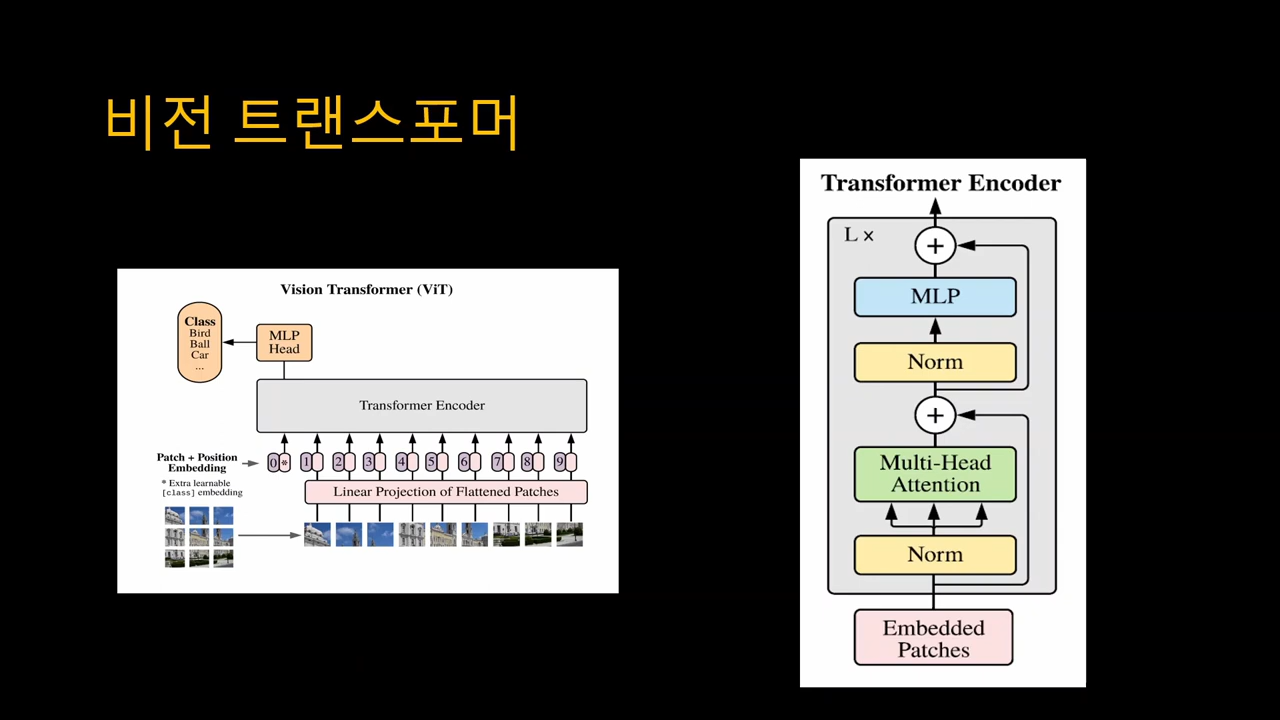 비전 트랜스포머
Vision Transformer (ViT)
Class
Bird
Ball
Car
...
MLP
Head
Transformer Encoder
Patch + Position
Embedding
0 * 1 2 3 4 5 6 7 8 9
* Extra learnable
[class] embedding
Linear Projection of Flattened Patches
Transformer Encoder
L x
+
MLP
Norm
+
Multi-Head
Attention
Norm
Embedded
Patches